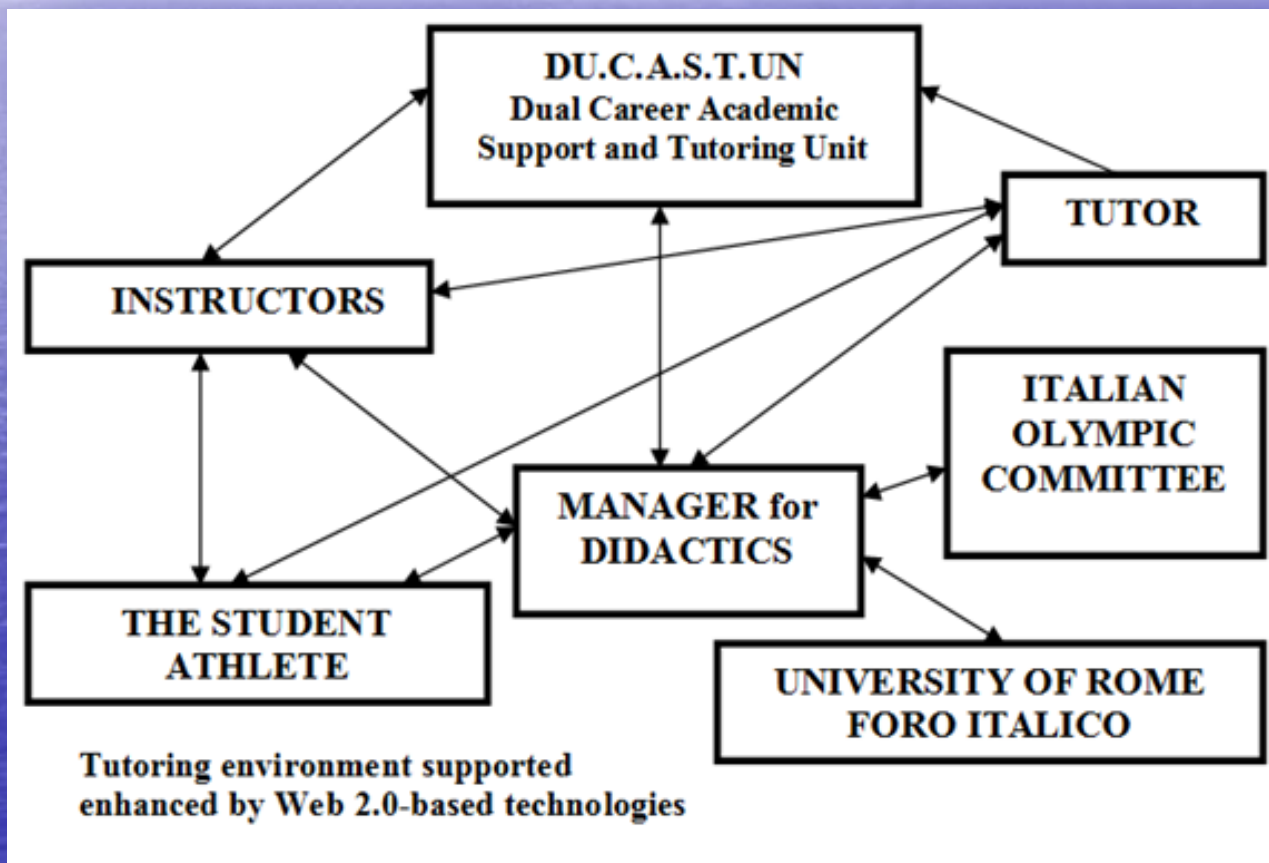 DU.C.A.S.T.UN
Dual Career Academic
Support and Tutoring Unit
TUTOR
INSTRUCTORS
ITALIAN
OLYMPIC
COMMITTEE
MANAGER for
DIDACTICS
THE STUDENT
ATHLETE
UNIVERSITY OF ROME
FORO ITALICO
Tutoring environment supported
enhanced by Web 2.0-based technologies